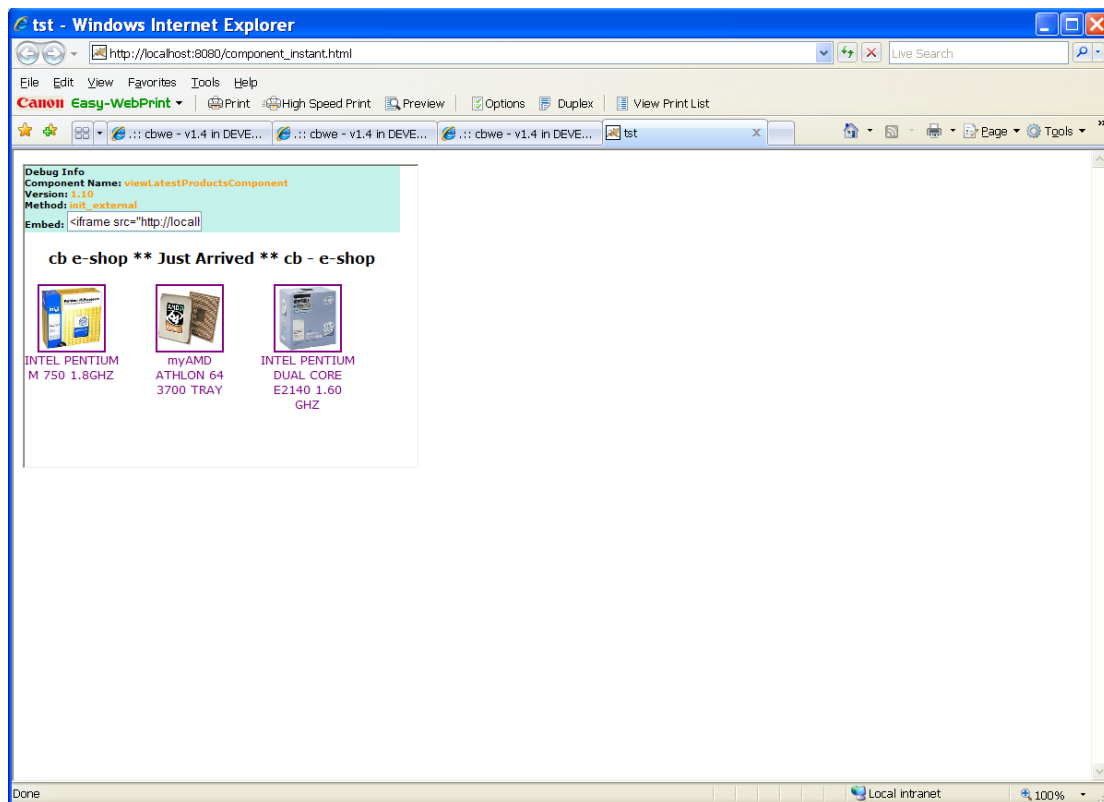 tst - Windows Internet Explorer
http://localhost:8080/component_instant.html
Live Search
File Edit View Favorites Tools Help
Canon Easy-WebPrint Print High Speed Print Preview Options Duplex View Print List
.::: cbwe - v1.4 in DEVE... .::: cbwe - v1.4 in DEVE... .::: cbwe - v1.4 in DEVE... tst x Page Tools »
Debug Info
Component Name: viewLatestProductsComponent
Version: 1.10
Method: init_external
Embed: <iframe src="http://locall
cb e-shop ** Just Arrived ** cb - e-shop
INTEL PENTIUM
M 750 1.8GHZ
myAMD
ATHLON 64
3700 TRAY
INTEL PENTIUM
DUAL CORE
E2140 1.60
GHZ
Done Local intranet 100%